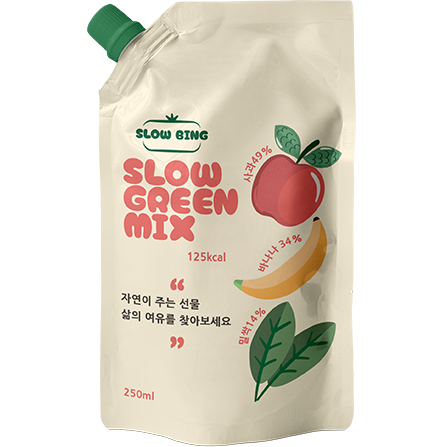 SLOW BING
SLOW
GREEN
MIX
125kcal
사과49%
바나나 34%
밀싹14%
“
자연이 주는 선물
삶의 여유를 찾아보세요
”
250ml